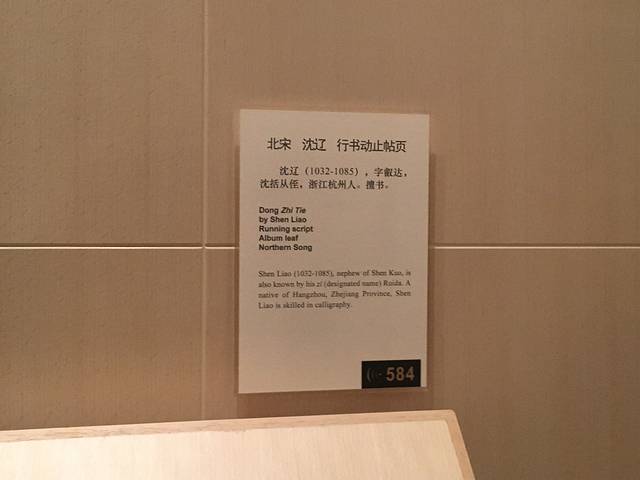 北宋 沈辽 行书动止帖页
沈辽（1032-1085），字叡达，
沈括从侄，浙江杭州人。擅书。
Dong Zhi Tie
by Shen Liao
Running script
Album leaf
Northern Song
Shen Liao (1032-1085), nephew of Shen Kuo, is
also known by his zi (designated name) Ruida. A
native of Hangzhou, Zhejiang Province, Shen
Liao is skilled in calligraphy.
584